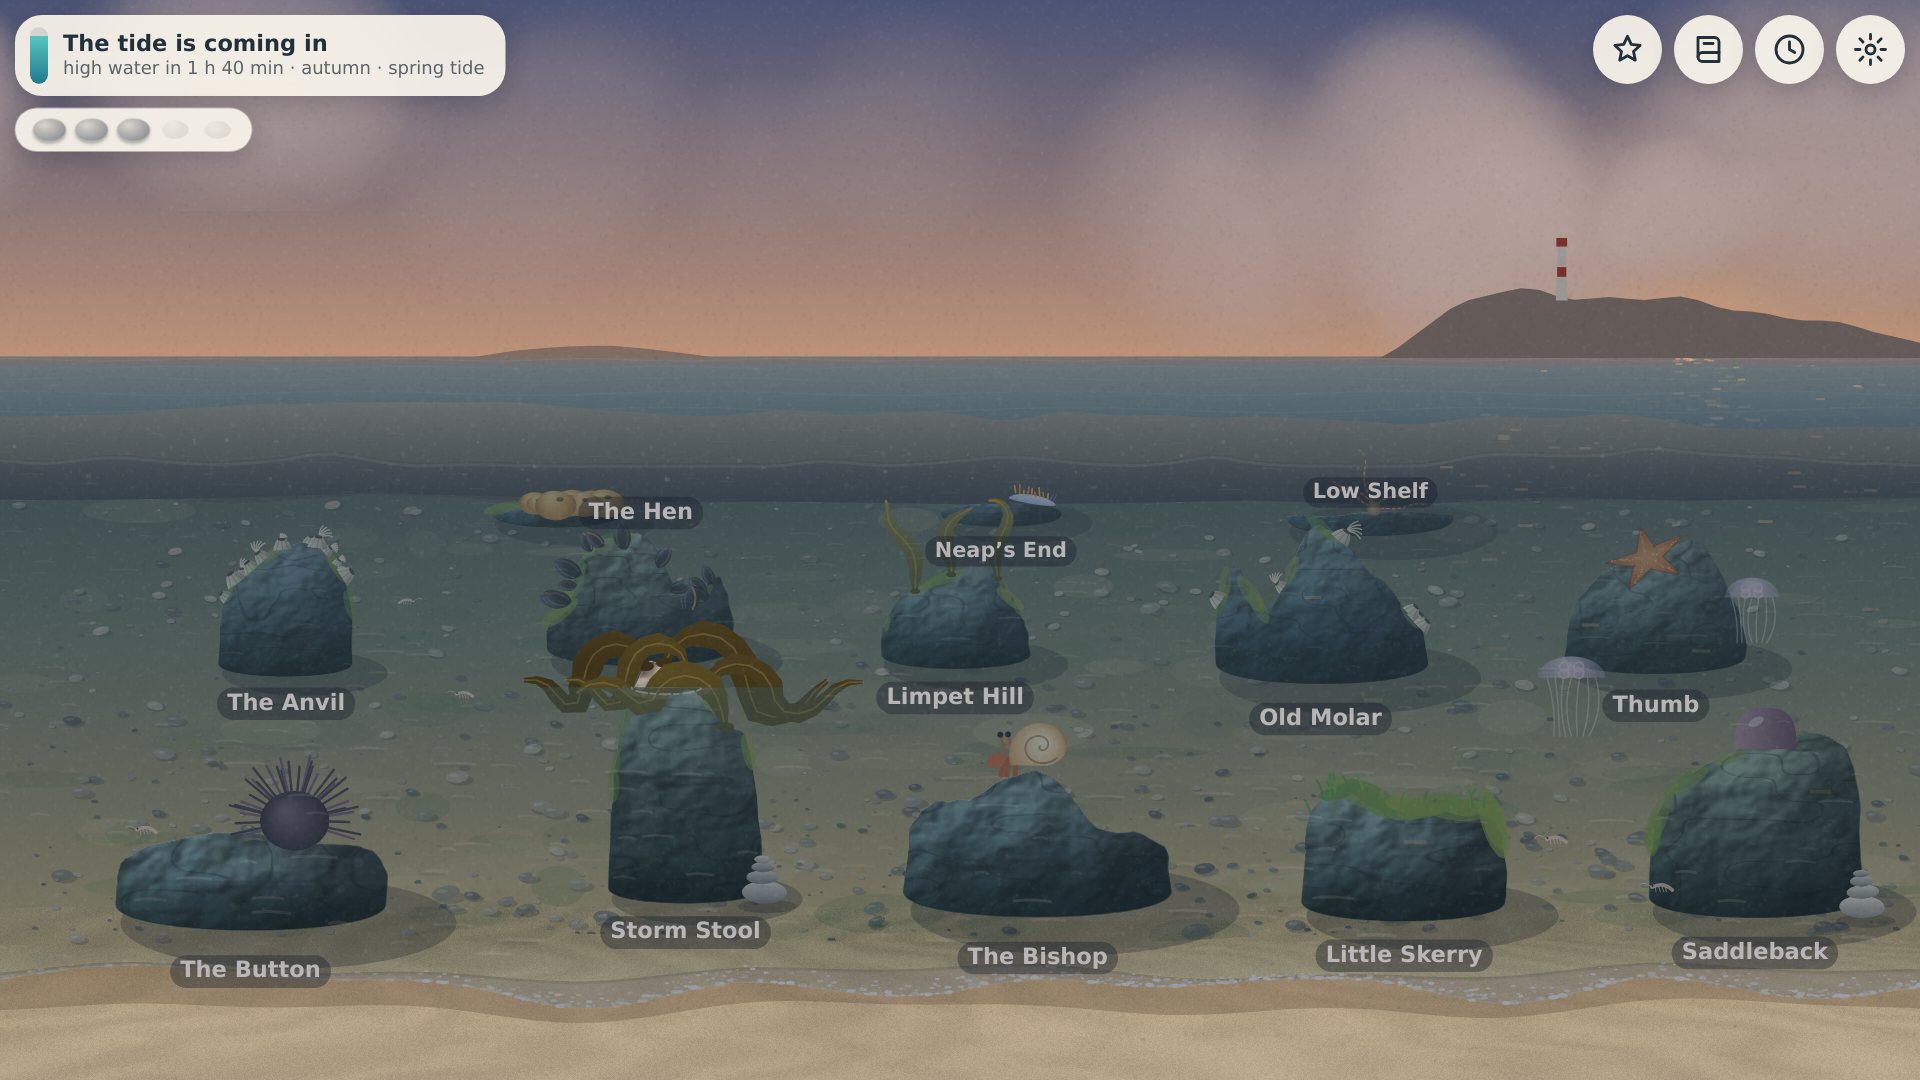 The tide is coming in
high water in 1 h 40 min · autumn · spring tide
Low Shelf
The Hen
Neap’s End
The Anvil
Limpet Hill
Old Molar
Thumb
Storm Stool
The Bishop
Little Skerry
Saddleback
The Button